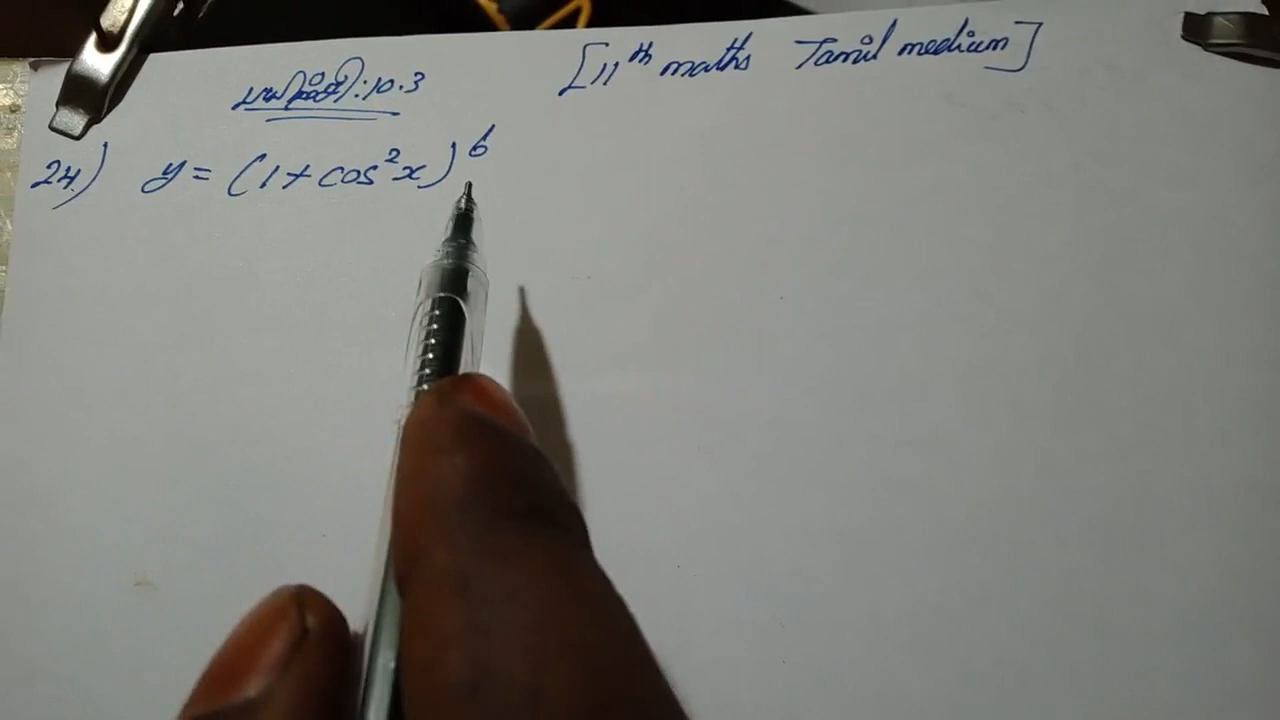 பயிற்சி : 10.3 [11th maths Tamil medium]
24.) y = (1 + cos²x)⁶